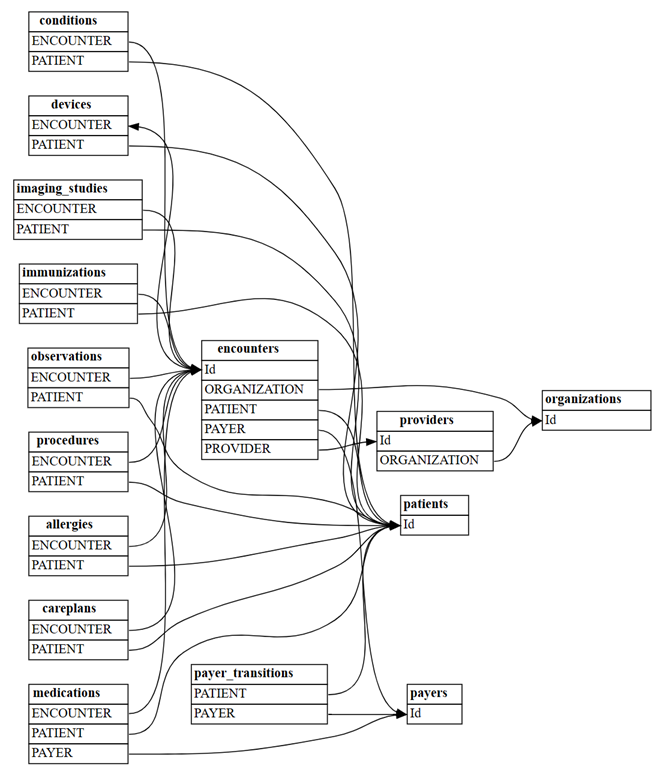 conditions
ENCOUNTER
PATIENT
devices
ENCOUNTER
PATIENT
imaging_studies
ENCOUNTER
PATIENT
immunizations
ENCOUNTER
PATIENT
observations
ENCOUNTER
PATIENT
procedures
ENCOUNTER
PATIENT
allergies
ENCOUNTER
PATIENT
careplans
ENCOUNTER
PATIENT
medications
ENCOUNTER
PATIENT
PAYER
encounters
Id
ORGANIZATION
PATIENT
PAYER
PROVIDER
payer_transitions
PATIENT
PAYER
providers
Id
ORGANIZATION
patients
Id
payers
Id
organizations
Id